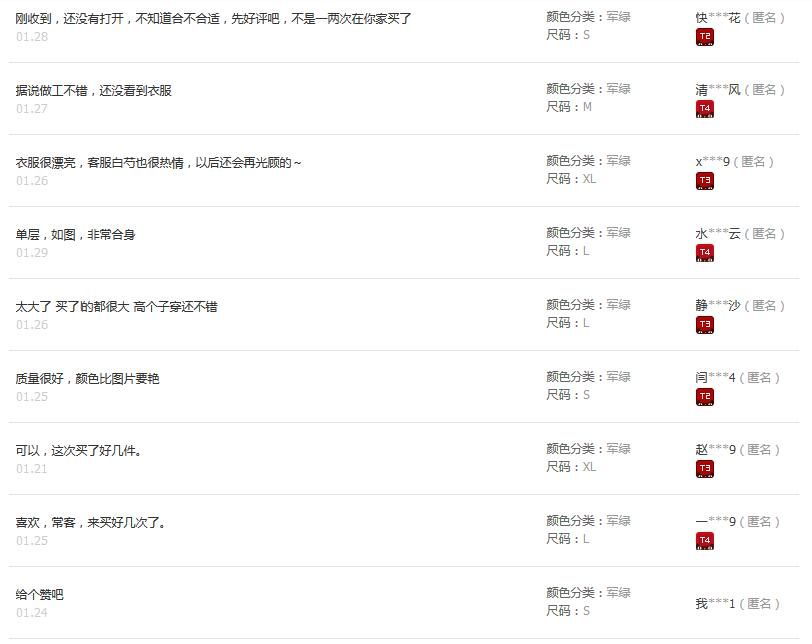 刚收到，还没有打开，不知道合不合适，先好评吧，不是一两次在你家买了
01.28
颜色分类：军绿
尺码：S
快***花（匿名）
T2
据说做工不错，还没看到衣服
01.27
颜色分类：军绿
尺码：M
清***风（匿名）
T4
衣服很漂亮，客服白芍也很热情，以后还会再光顾的～
01.26
颜色分类：军绿
尺码：XL
x***9（匿名）
T3
单层，如图，非常合身
01.29
颜色分类：军绿
尺码：L
水***云（匿名）
T4
太大了 买了l的都很大 高个子穿还不错
01.26
颜色分类：军绿
尺码：L
静***沙（匿名）
T3
质量很好，颜色比图片要艳
01.25
颜色分类：军绿
尺码：S
闫***4（匿名）
T2
可以，这次买了好几件。
01.21
颜色分类：军绿
尺码：XL
赵***9（匿名）
T3
喜欢，常客，来买好几次了。
01.25
颜色分类：军绿
尺码：L
一***9（匿名）
T4
给个赞吧
01.24
颜色分类：军绿
尺码：S
我***1（匿名）